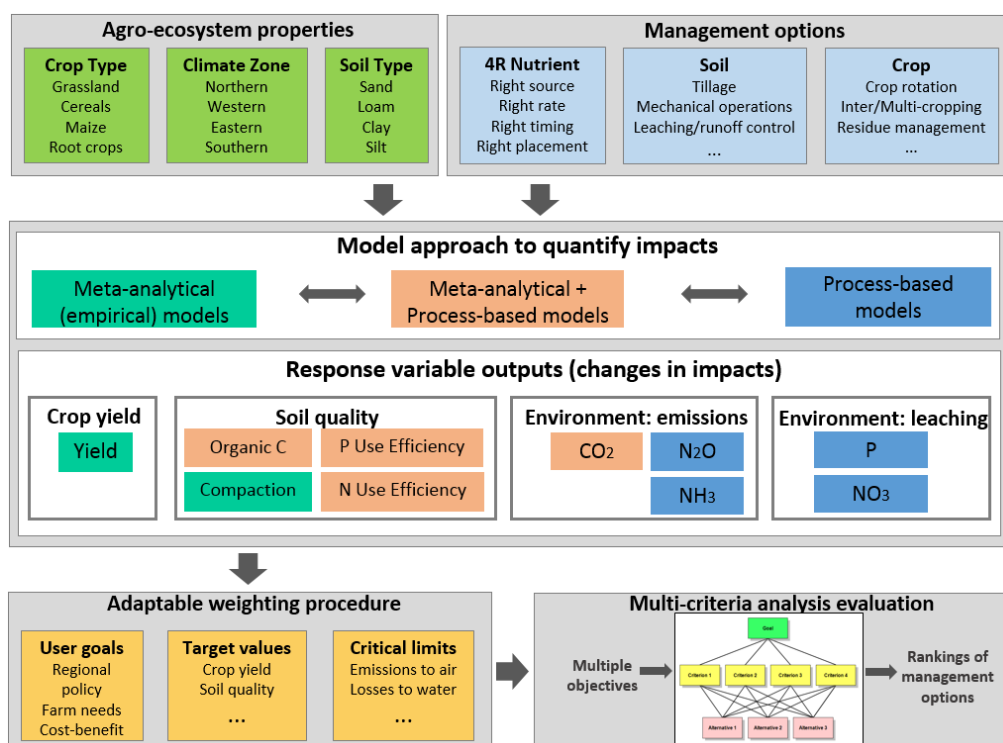 Agro-ecosystem properties
Crop Type
Grassland
Cereals
Maize
Root crops
Climate Zone
Northern
Western
Eastern
Southern
Soil Type
Sand
Loam
Clay
Silt
Management options
4R Nutrient
Right source
Right rate
Right timing
Right placement
Soil
Tillage
Mechanical operations
Leaching/runoff control
...
Crop
Crop rotation
Inter/Multi-cropping
Residue management
...
Model approach to quantify impacts
Meta-analytical
(empirical) models
Meta-analytical +
Process-based models
Process-based
models
Response variable outputs (changes in impacts)
Crop yield
Yield
Soil quality
Organic C
P Use Efficiency
Compaction
N Use Efficiency
Environment: emissions
CO2
N2O
NH3
Environment: leaching
P
NO3
Adaptable weighting procedure
User goals
Regional
policy
Farm needs
Cost-benefit
Target values
Crop yield
Soil quality
...
Critical limits
Emissions to air
Losses to water
...
Multi-criteria analysis evaluation
Multiple
objectives
Goal
Criterion 1
Criterion 2
Criterion 3
Criterion 4
Alternative 1
Alternative 2
Alternative 3
Rankings of
management
options